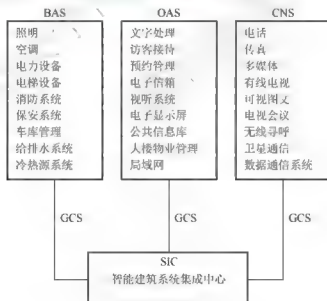 BAS
照明
空调
电力设备
电梯设备
消防系统
保安系统
车库管理
给排水系统
冷热源系统
OAS
文字处理
访客接待
预约管理
电子信箱
视听系统
电子显示屏
公共信息库
大楼物业管理
局域网
CNS
电话
传真
多媒体
有线电视
可视图文
电视会议
无线寻呼
卫星通信
数据通信系统
GCS
GCS
GCS
SIC
智能建筑系统集成中心